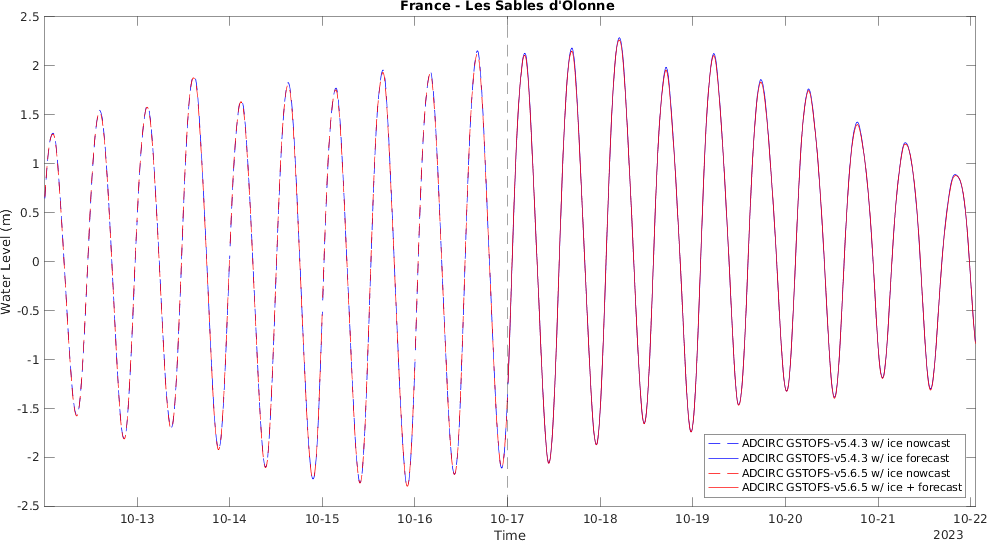 France - Les Sables d'Olonne
2.5
2
1.5
1
0.5
0
-0.5
-1
-1.5
-2
-2.5
Water Level (m)
10-13 10-14 10-15 10-16 10-17 10-18 10-19 10-20 10-21 10-22
Time
2023
ADCIRC GSTOFS-v5.4.3 w/ ice nowcast
ADCIRC GSTOFS-v5.4.3 w/ ice forecast
ADCIRC GSTOFS-v5.6.5 w/ ice nowcast
ADCIRC GSTOFS-v5.6.5 w/ ice + forecast